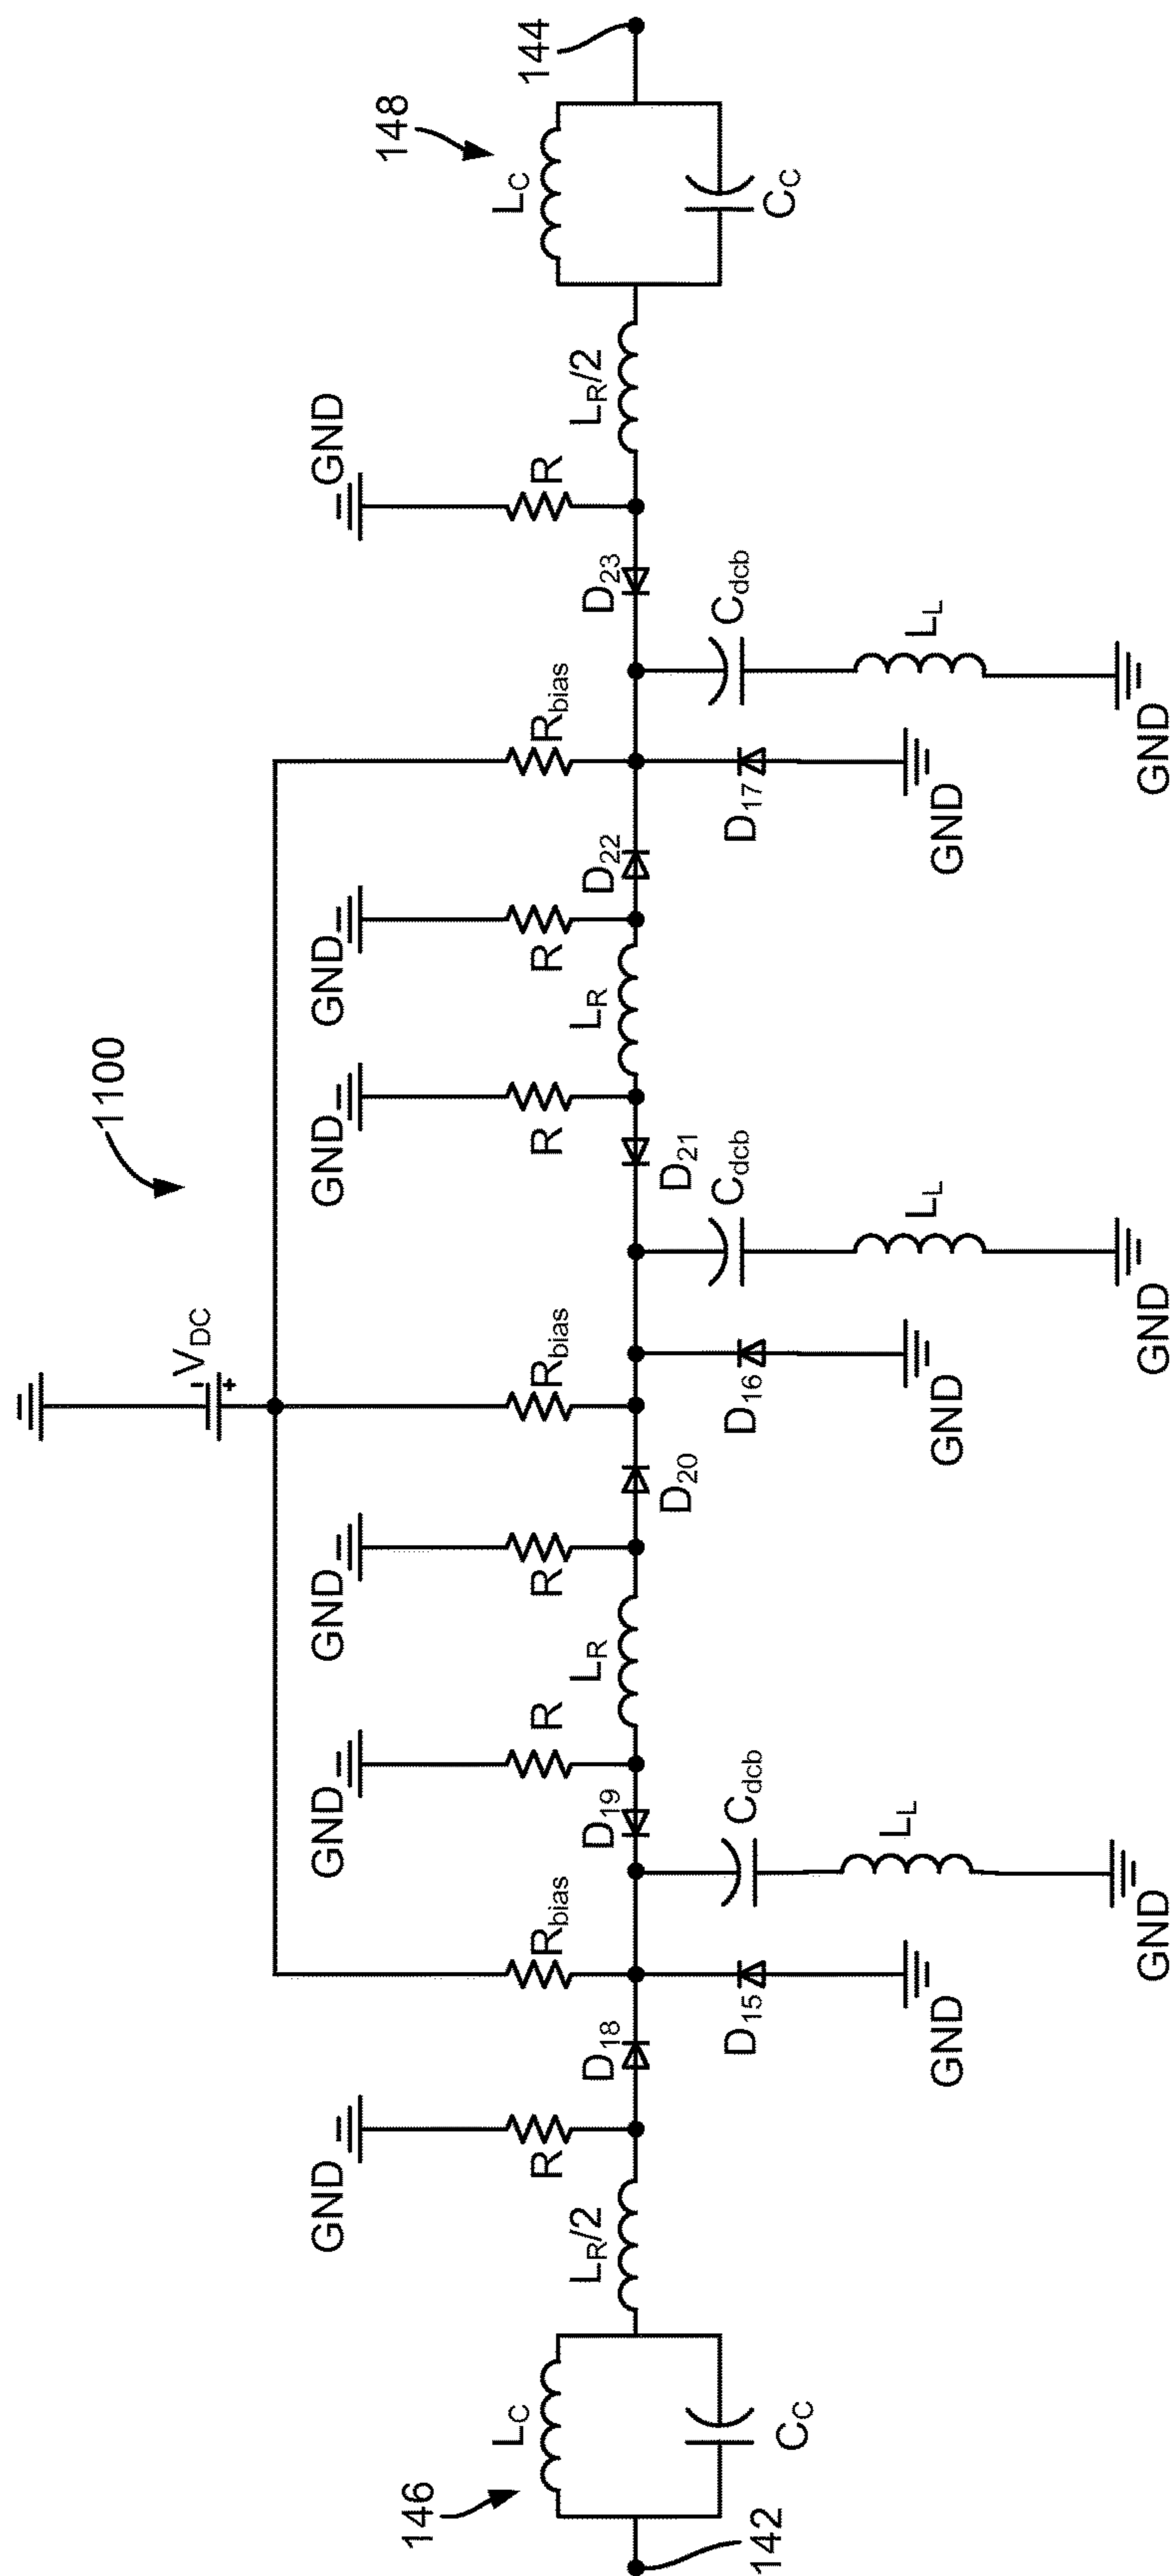 1100
V_DC
-
+
GND
GND
GND
GND
GND
GND
146
148
L_C
L_R/2
R
D_18
R_bias
D_19
R
L_R
R
D_20
R_bias
D_21
R
L_R
R
D_22
R_bias
D_23
R
L_R/2
L_C
142
C_C
D_15
C_dcb
D_16
C_dcb
D_17
C_dcb
C_C
144
L_L
L_L
L_L
GND
GND
GND
GND
GND
GND